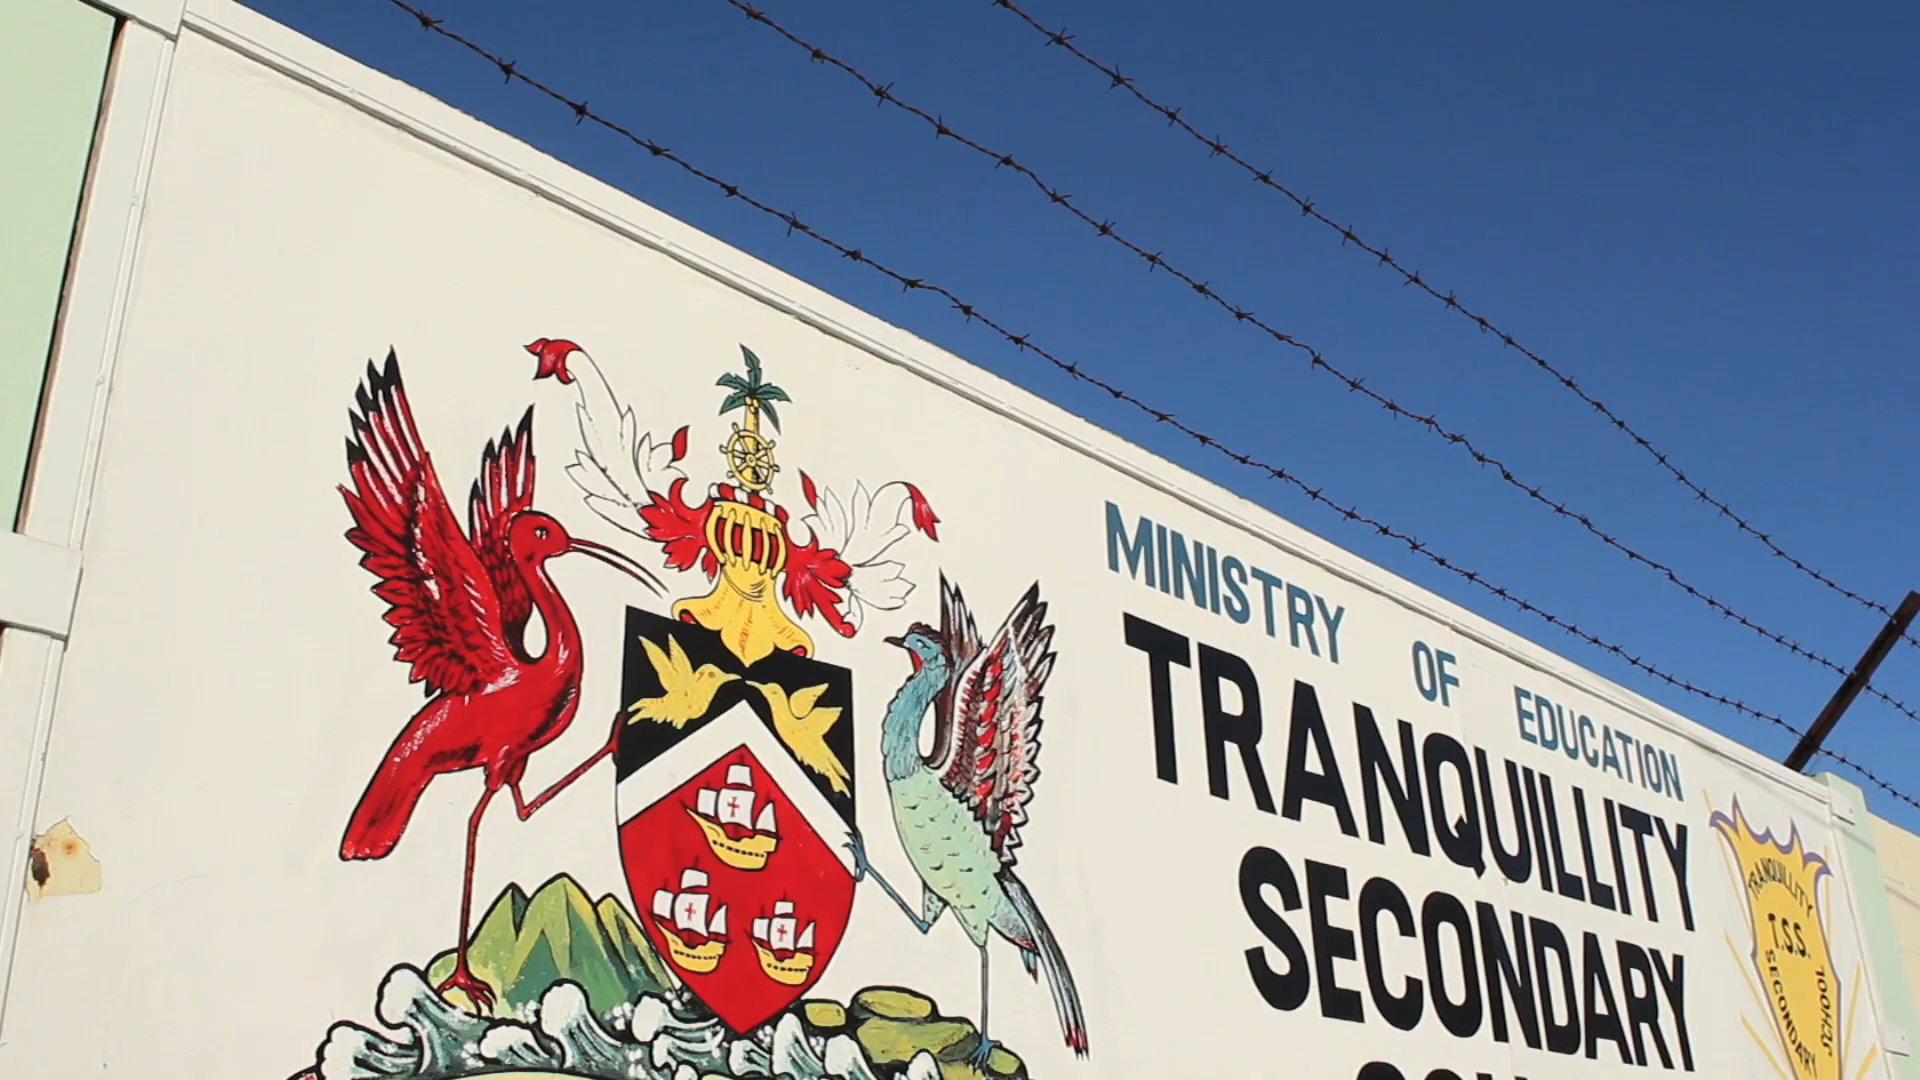 MINISTRY OF EDUCATION
TRANQUILLITY
SECONDARY
TRANQUILLITY
T.S.S.
SECONDARY
SCHOOL